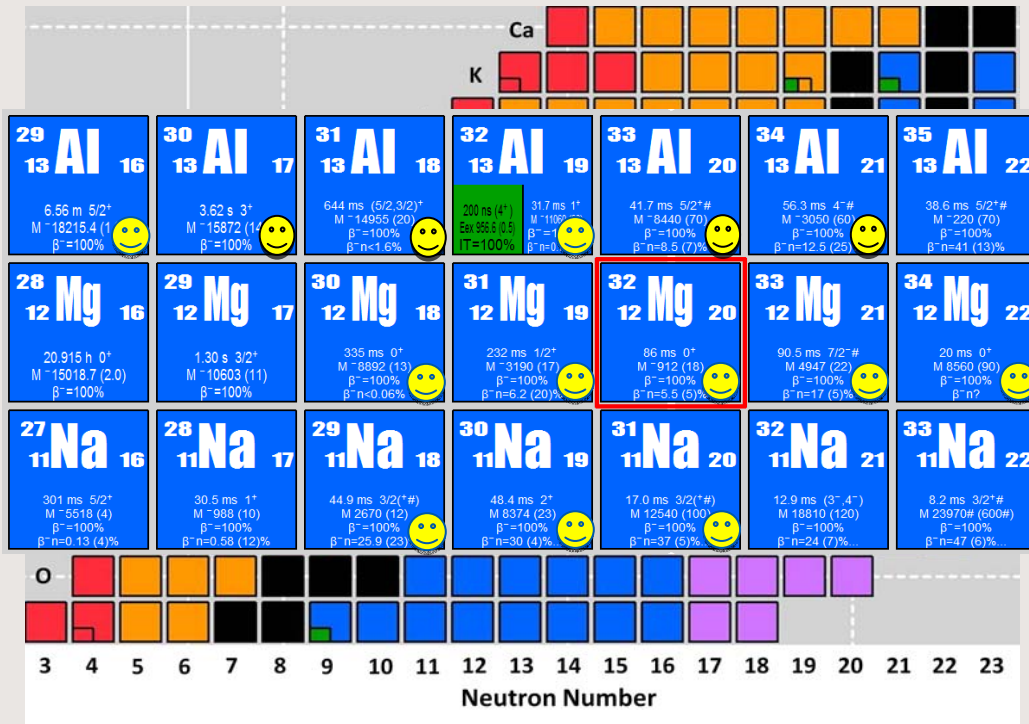 Ca
K
29 13 Al 16
6.56 m 5/2+
M −18215.4 (1
β−=100%
30 13 Al 17
3.62 s 3+
M −15872 (14
β−=100%
31 13 Al 18
644 ms (5/2,3/2)+
M −14955 (20)
β−=100%
β−n<1.6%
32 13 Al 19
200 ns (4+)
Eex 956.6 (0.5)
IT=100%
31.7 ms 1+
M −11060
β−=1
β−n=0.
33 13 Al 20
41.7 ms 5/2+#
M −8440 (70)
β−=100%
β−n=8.5 (7)%
34 13 Al 21
56.3 ms 4−#
M −3050 (60)
β−=100%
β−n=12.5 (25)
35 13 Al 22
38.6 ms 5/2+#
M −220 (70)
β−=100%
β−n=41 (13)%
28 12 Mg 16
20.915 h 0+
M −15018.7 (2.0)
β−=100%
29 12 Mg 17
1.30 s 3/2+
M −10603 (11)
β−=100%
30 12 Mg 18
335 ms 0+
M −8892 (13)
β−=100%
β−n<0.06%
31 12 Mg 19
232 ms 1/2+
M −3190 (17)
β−=100%
β−n=6.2 (20)%
32 12 Mg 20
86 ms 0+
M −912 (18)
β−=100%
β−n=5.5 (5)%
33 12 Mg 21
90.5 ms 7/2−#
M 4947 (22)
β−=100%
β−n=17 (5)%
34 12 Mg 22
20 ms 0+
M 8560 (90)
β−=100%
β−n?
27 11 Na 16
301 ms 5/2+
M −5518 (4)
β−=100%
β−n=0.13 (4)%
28 11 Na 17
30.5 ms 1+
M −988 (10)
β−=100%
β−n=0.58 (12)%
29 11 Na 18
44.9 ms 3/2(+#)
M 2670 (12)
β−=100%
β−n=25.9 (23)
30 11 Na 19
48.4 ms 2+
M 8374 (23)
β−=100%
β−n=30 (4)%...
31 11 Na 20
17.0 ms 3/2(+#)
M 12540 (100)
β−=100%
β−n=37 (5)%...
32 11 Na 21
12.9 ms (3−,4−)
M 18810 (120)
β−=100%
β−n=24 (7)%...
33 11 Na 22
8.2 ms 3/2+#
M 23970# (600#)
β−=100%
β−n=47 (6)%...
O
3 4 5 6 7 8 9 10 11 12 13 14 15 16 17 18 19 20 21 22 23
Neutron Number